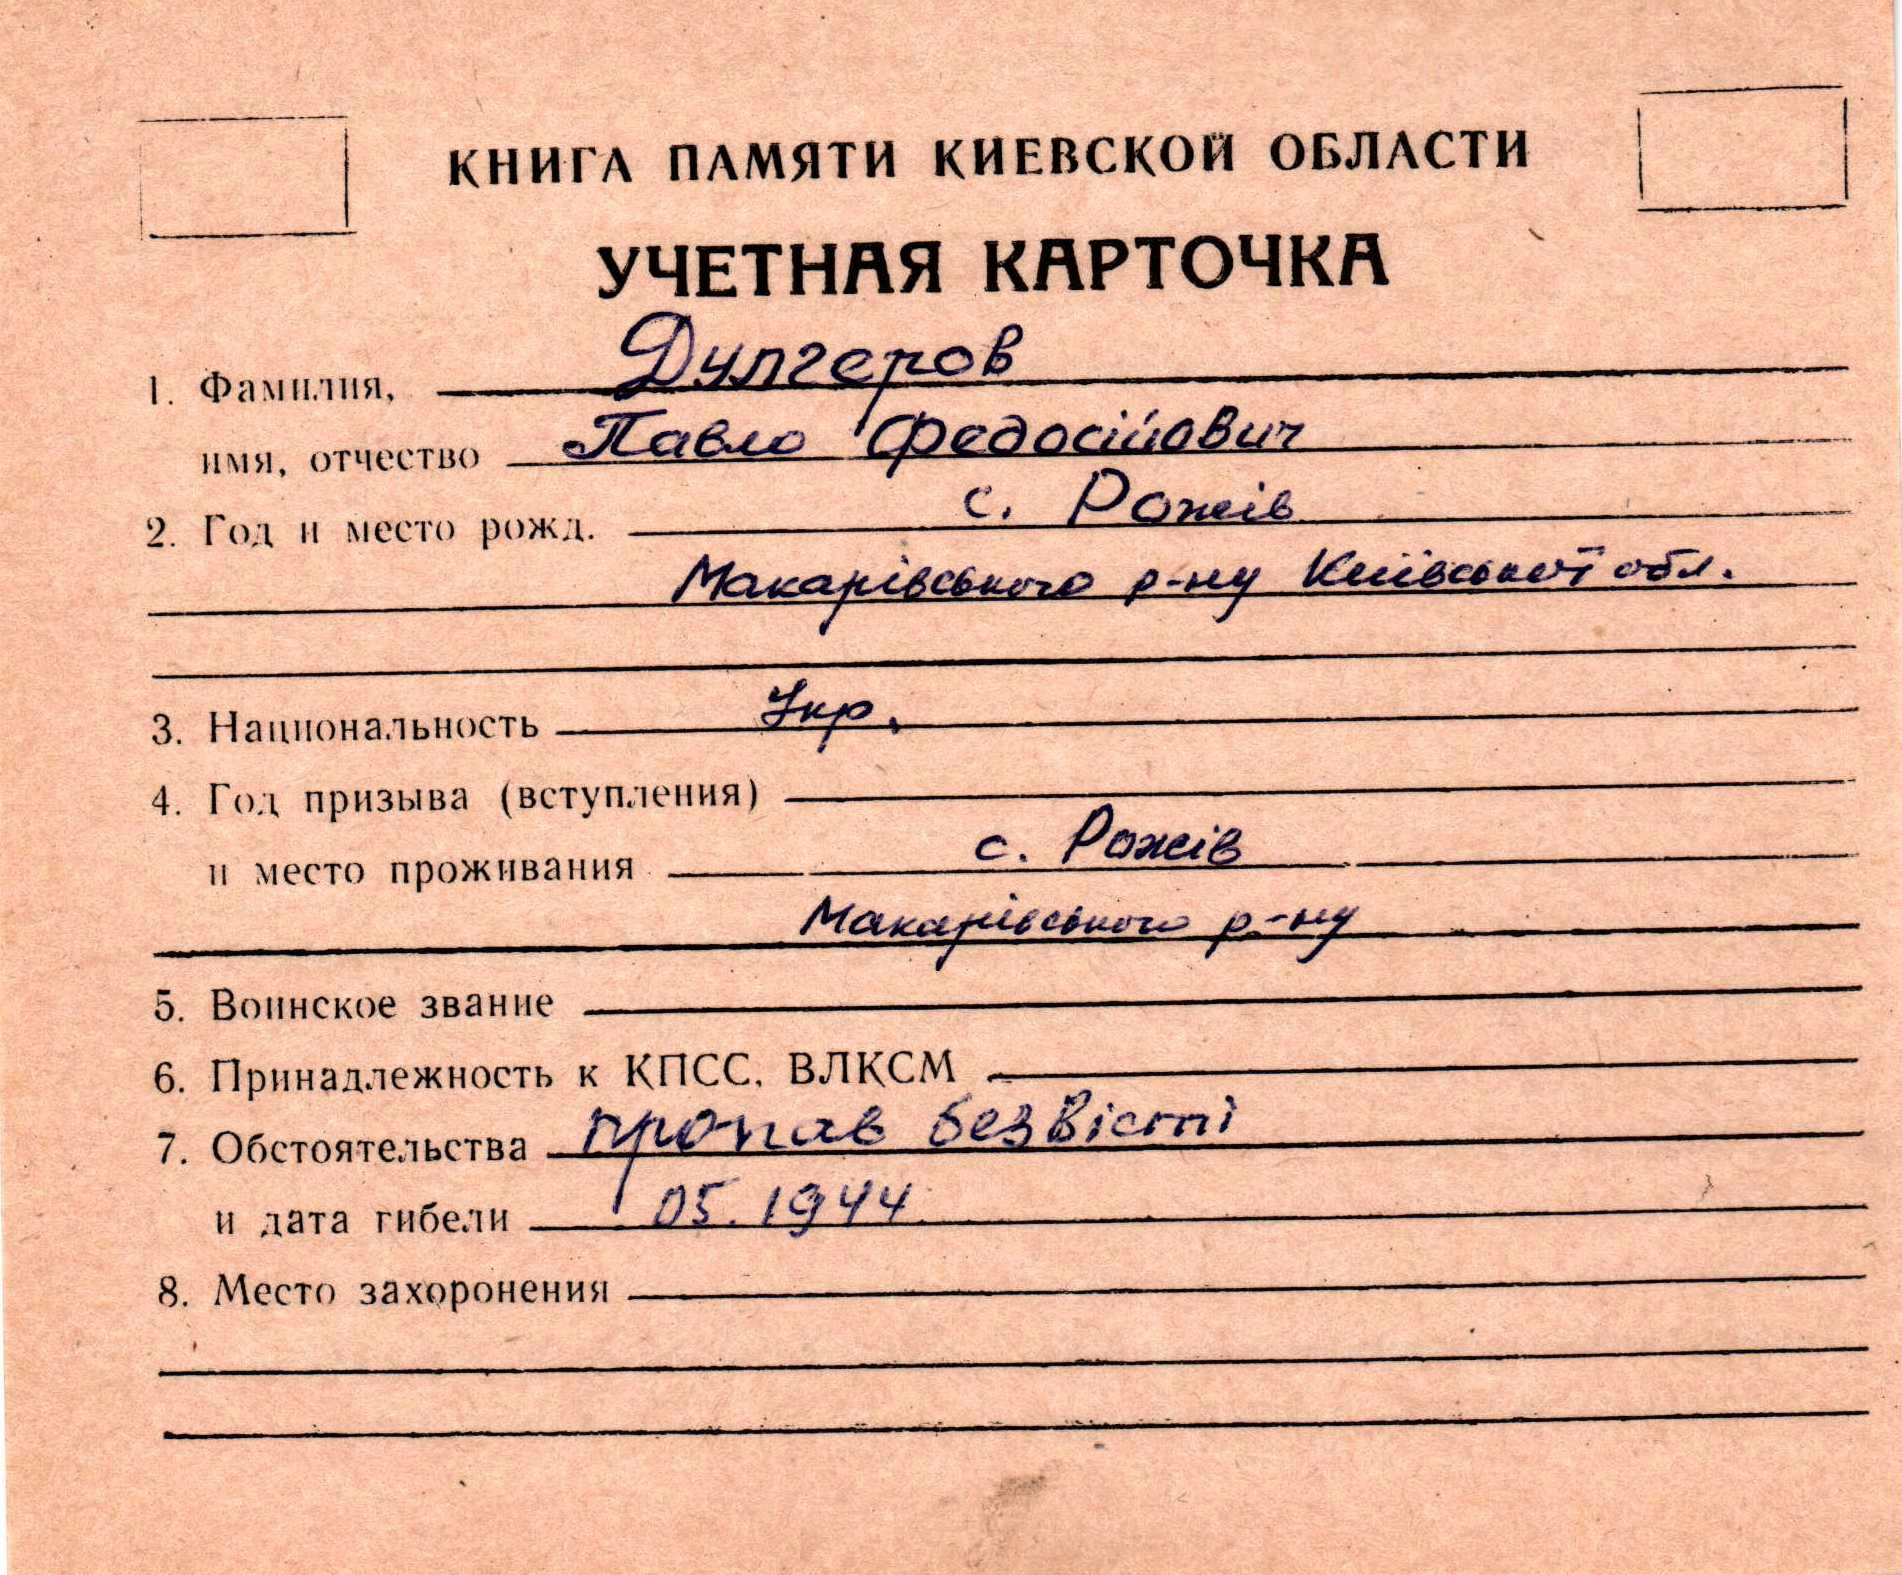 КНИГА ПАМЯТИ КИЕВСКОЙ ОБЛАСТИ
УЧЕТНАЯ КАРТОЧКА
1. Фамилия, Дулгеров
имя, отчество Павло Федосійович
2. Год и место рожд. с. Рожів
Макарівського р-ну Київської обл.
3. Национальность Укр.
4. Год призыва (вступления)
и место проживания с. Рожів
Макарівського р-ну
5. Воинское звание
6. Принадлежность к КПСС, ВЛКСМ
7. Обстоятельства пропав безвісті
и дата гибели 05.1944
8. Место захоронения